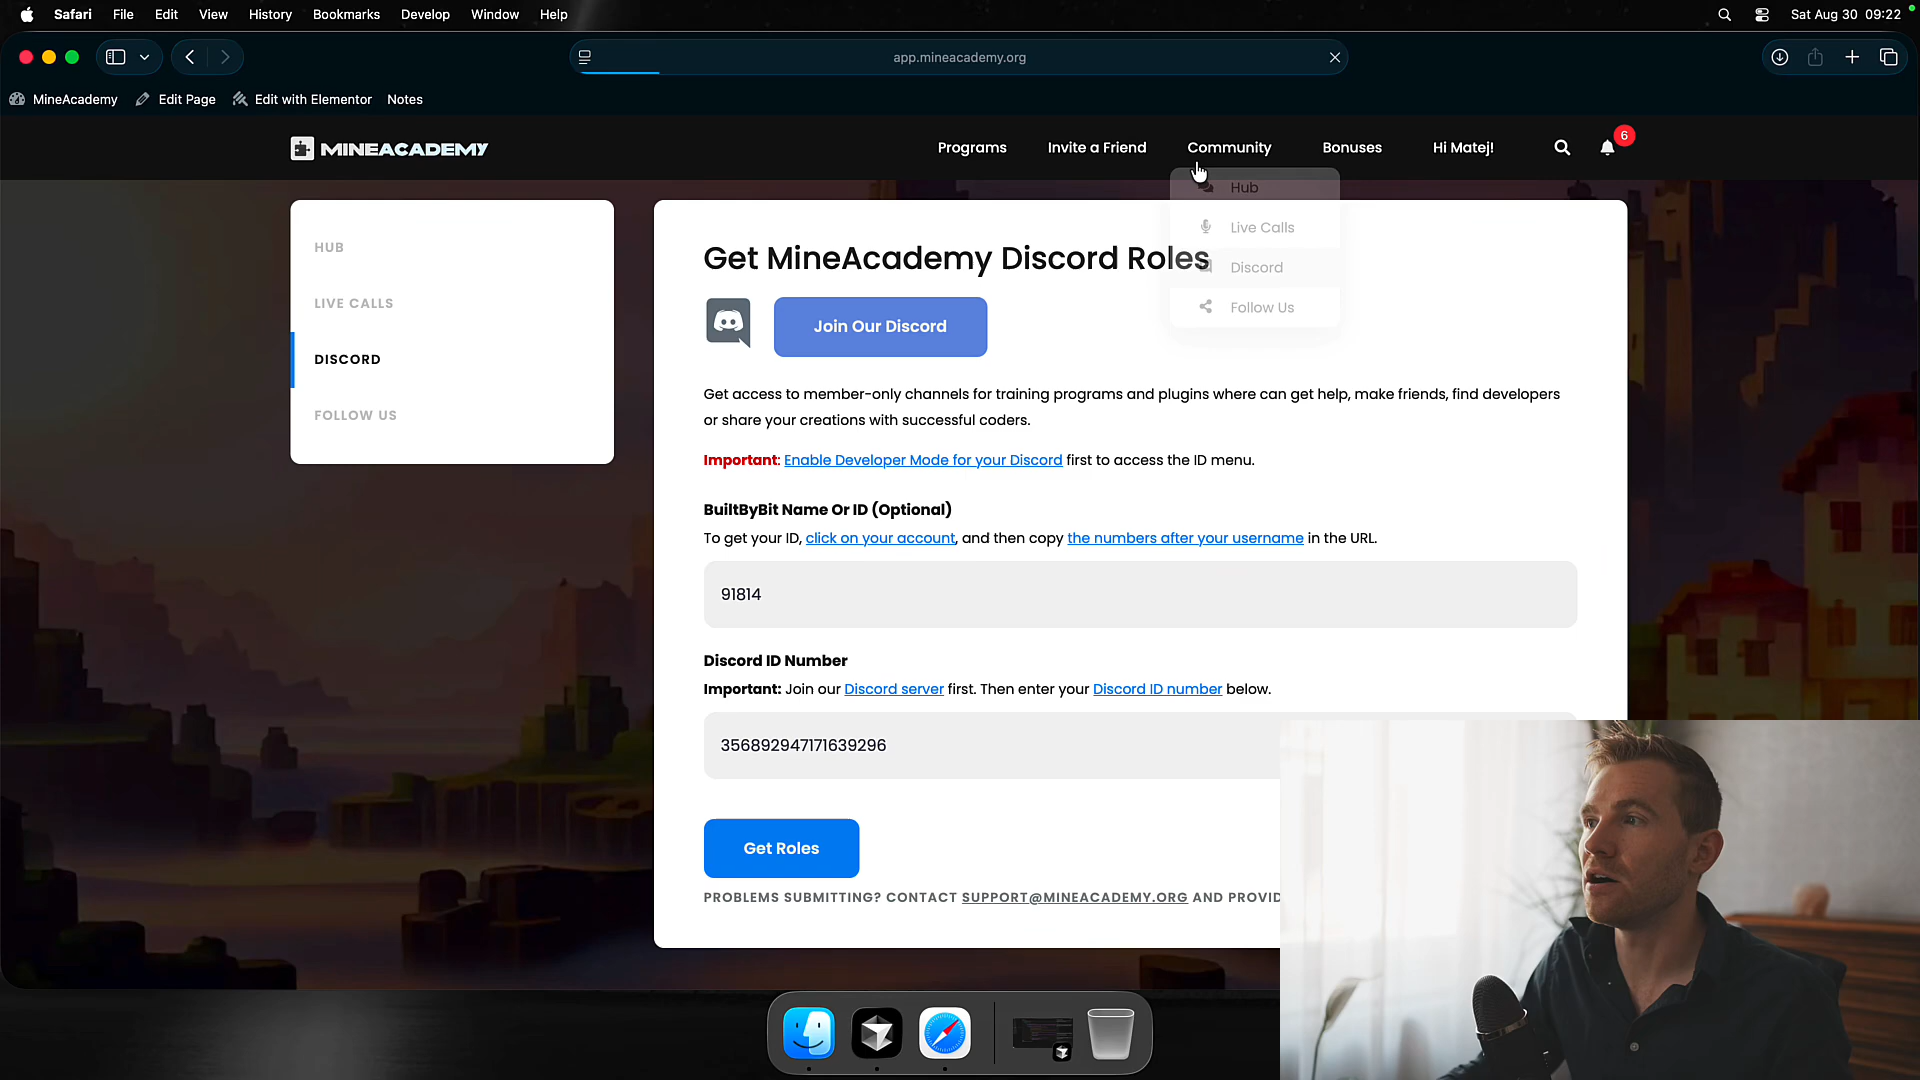 Safari File Edit View History Bookmarks Develop Window Help Sat Aug 30 09:22
app.mineacademy.org
MineAcademy Edit Page Edit with Elementor Notes
MINEACADEMY Programs Invite a Friend Community Bonuses Hi Matej! 6
Hub
Live Calls
Discord
Follow Us
HUB
LIVE CALLS
DISCORD
FOLLOW US
Get MineAcademy Discord Roles
Join Our Discord
Get access to member-only channels for training programs and plugins where can get help, make friends, find developers
or share your creations with successful coders.
Important: Enable Developer Mode for your Discord first to access the ID menu.
BuiltByBit Name Or ID (Optional)
To get your ID, click on your account, and then copy the numbers after your username in the URL.
91814
Discord ID Number
Important: Join our Discord server first. Then enter your Discord ID number below.
356892947171639296
Get Roles
PROBLEMS SUBMITTING? CONTACT SUPPORT@MINEACADEMY.ORG AND PROVID